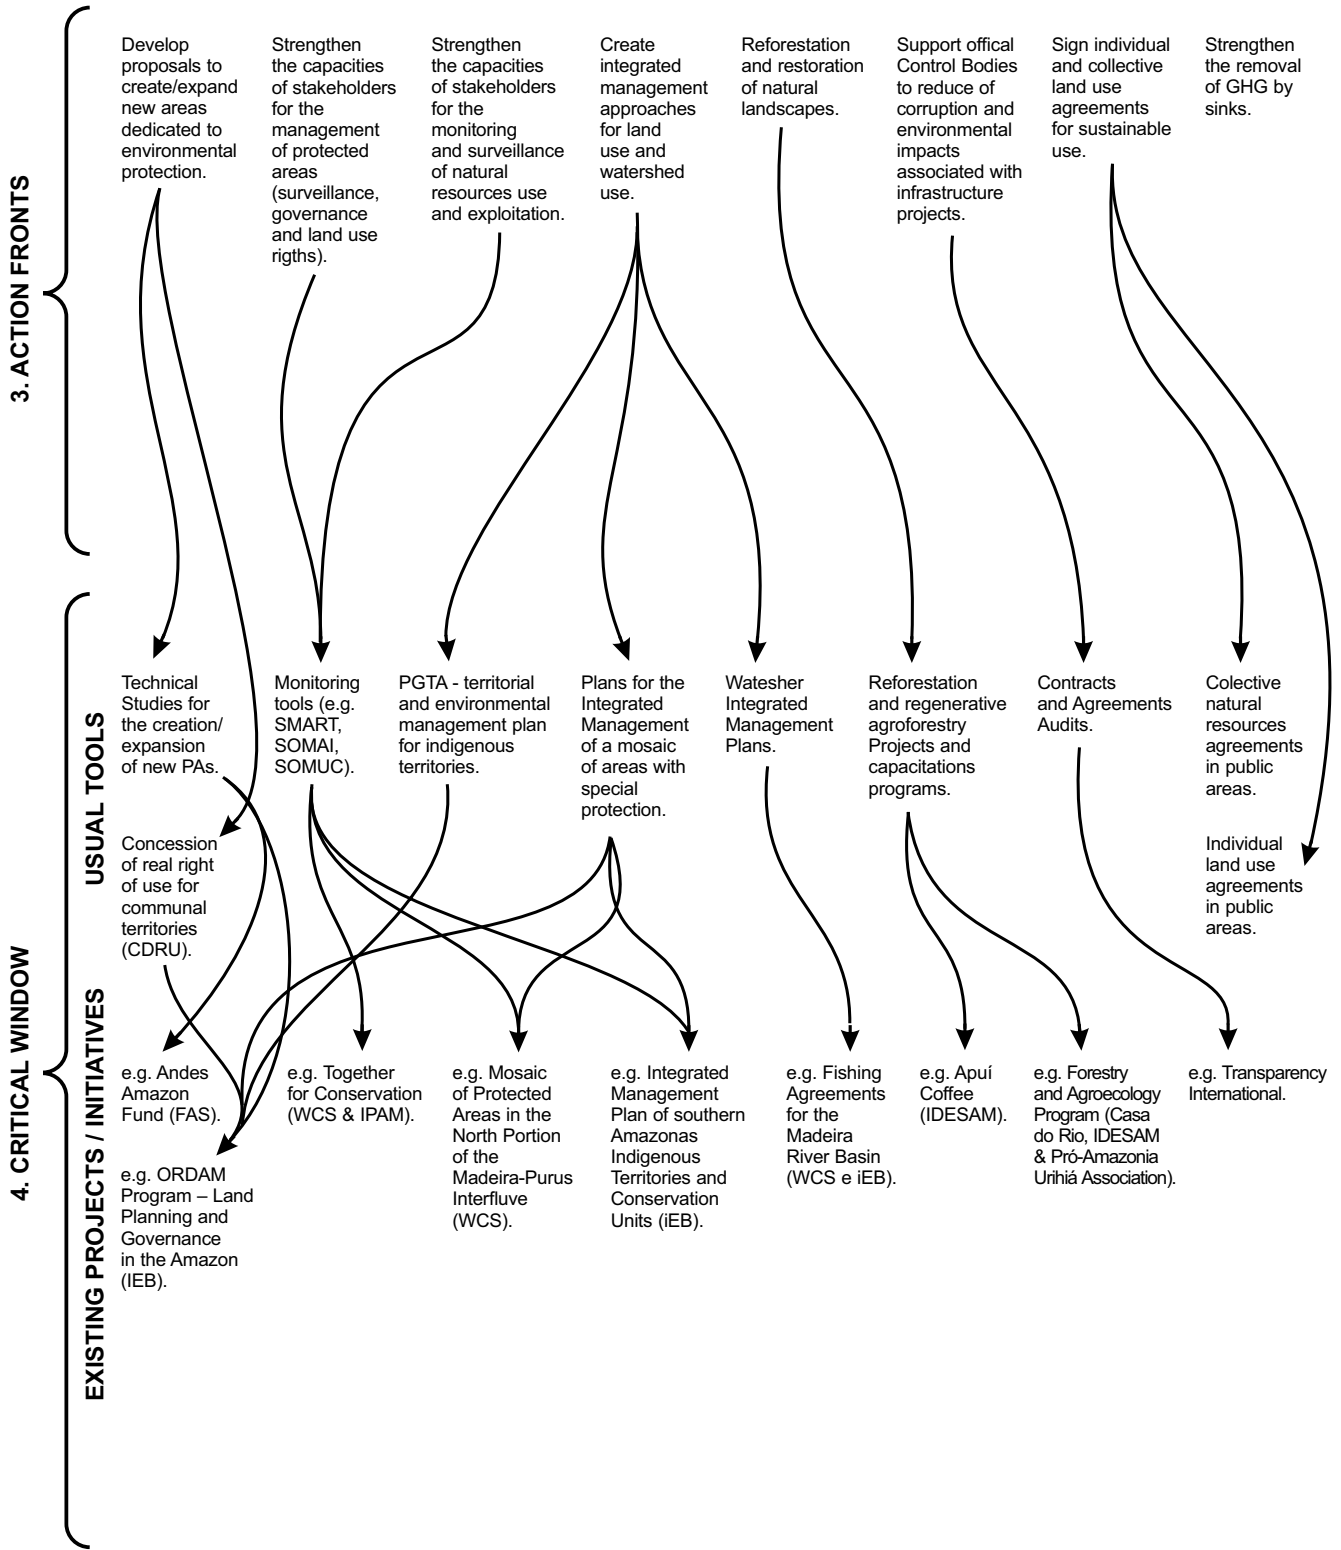 3. ACTION FRONTS
Develop
proposals to
create/expand
new areas
dedicated to
environmental
protection.
Strengthen
the capacities
of stakeholders
for the
management
of protected
areas
(surveillance,
governance
and land use
rigths).
Strengthen
the capacities
of stakeholders
for the
monitoring
and surveillance
of natural
resources use
and exploitation.
Create
integrated
management
approaches
for land
use and
watershed
use.
Reforestation
and restoration
of natural
landscapes.
Support offical
Control Bodies
to reduce of
corruption and
environmental
impacts
associated with
infrastructure
projects.
Sign individual
and collective
land use
agreements
for sustainable
use.
Strengthen
the removal
of GHG by
sinks.
4. CRITICAL WINDOW
USUAL TOOLS
Technical
Studies for
the creation/
expansion
of new PAs.
Concession
of real right
of use for
communal
territories
(CDRU).
Monitoring
tools (e.g.
SMART,
SOMAI,
SOMUC).
PGTA - territorial
and environmental
management plan
for indigenous
territories.
Plans for the
Integrated
Management
of a mosaic
of areas with
special
protection.
Watesher
Integrated
Management
Plans.
Reforestation
and regenerative
agroforestry
Projects and
capacitations
programs.
Contracts
and Agreements
Audits.
Colective
natural
resources
agreements
in public
areas.
Individual
land use
agreements
in public
areas.
EXISTING PROJECTS / INITIATIVES
e.g. Andes
Amazon
Fund (FAS).
e.g. ORDAM
Program – Land
Planning and
Governance
in the Amazon
(IEB).
e.g. Together
for Conservation
(WCS & IPAM).
e.g. Mosaic
of Protected
Areas in the
North Portion
of the
Madeira-Purus
Interfluve
(WCS).
e.g. Integrated
Management
Plan of southern
Amazonas
Indigenous
Territories and
Conservation
Units (iEB).
e.g. Fishing
Agreements
for the
Madeira
River Basin
(WCS e iEB).
e.g. Apuí
Coffee
(IDESAM).
e.g. Forestry
and Agroecology
Program (Casa
do Rio, IDESAM
& Pró-Amazonia
Urihiá Association).
e.g. Transparency
International.